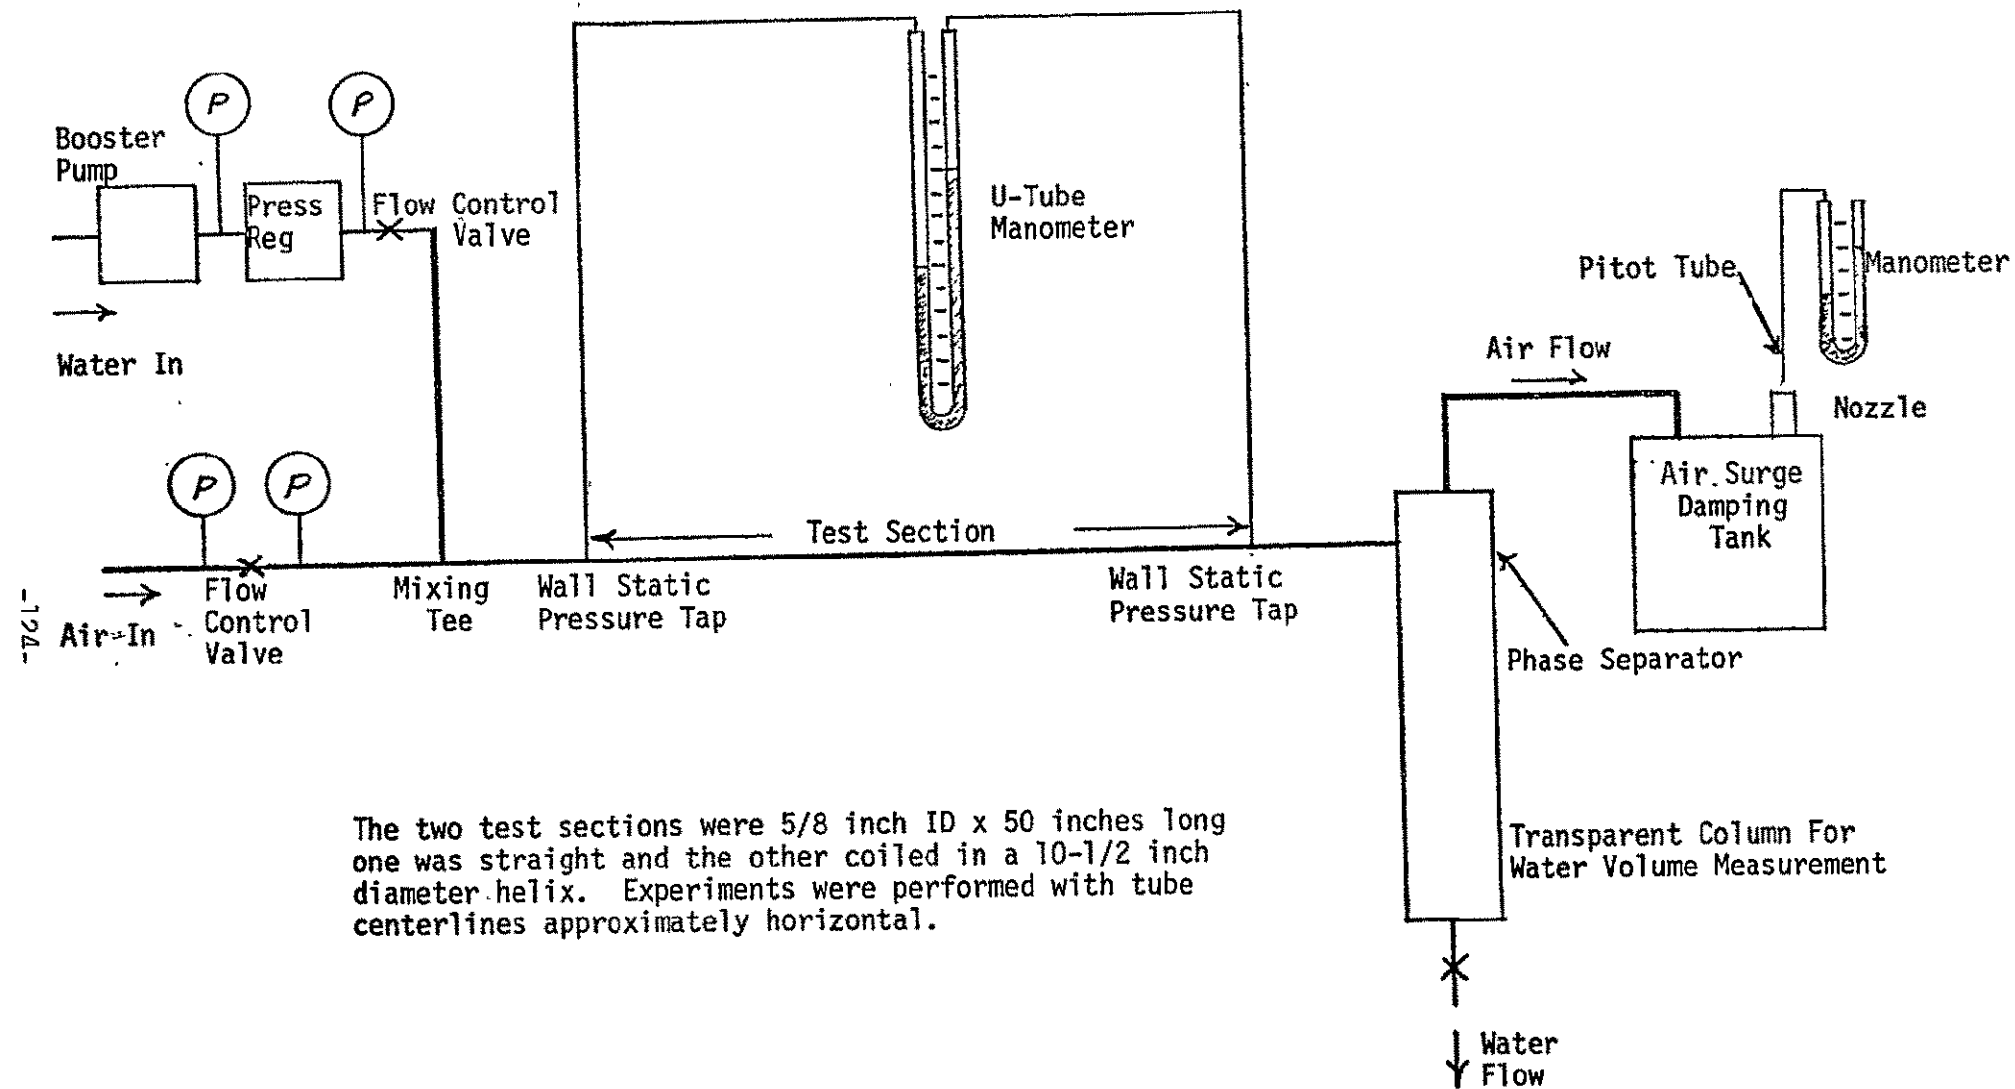 P
P
Booster
Pump
Press
Reg
Flow Control
Valve
Water In
U-Tube
Manometer
Pitot Tube
Manometer
Air Flow
Nozzle
Air Surge
Damping
Tank
P
P
Test Section
Flow
Control
Valve
Air In
Mixing
Tee
Wall Static
Pressure Tap
Wall Static
Pressure Tap
Phase Separator
-124-
The two test sections were 5/8 inch ID x 50 inches long
one was straight and the other coiled in a 10-1/2 inch
diameter helix. Experiments were performed with tube
centerlines approximately horizontal.
Transparent Column For
Water Volume Measurement
Water
Flow